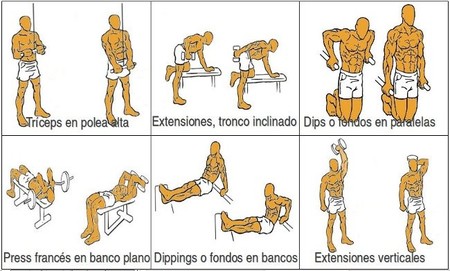 Triceps en polea alta
Extensiones, tronco inclinado
Dips o fondos en paralelas
Press francés en banco plano
Dippings o fondos en bancos
Extensiones verticales